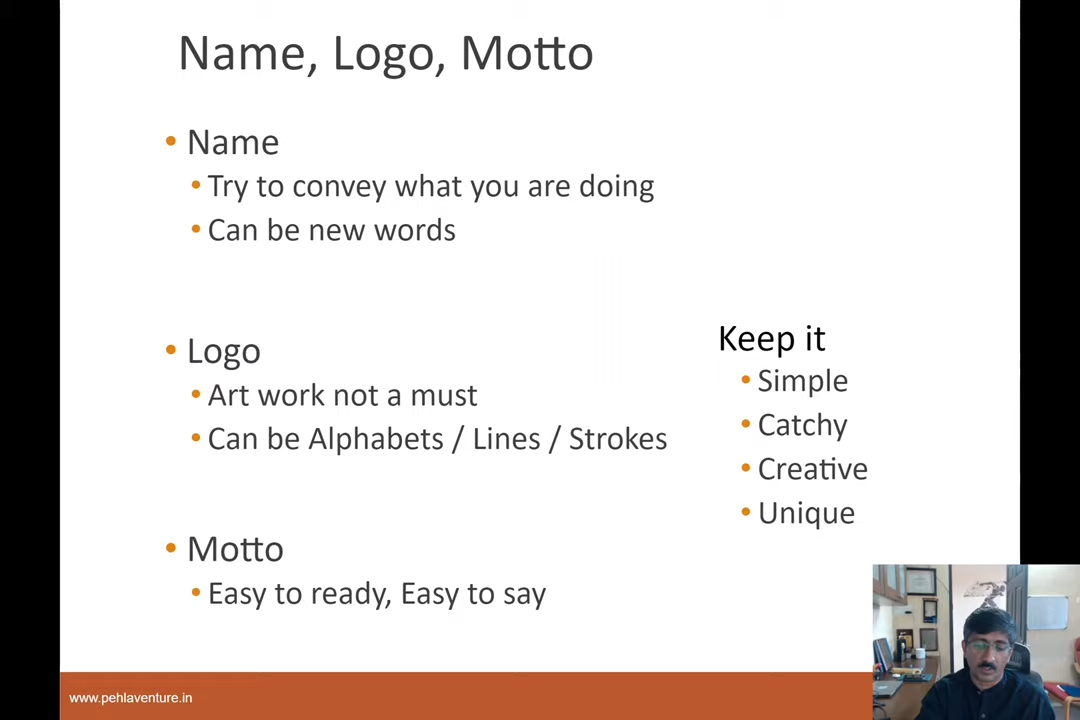 Name, Logo, Motto
• Name
• Try to convey what you are doing
• Can be new words
• Logo
• Art work not a must
• Can be Alphabets / Lines / Strokes
• Motto
• Easy to ready, Easy to say
Keep it
• Simple
• Catchy
• Creative
• Unique
www.pehlaventure.in